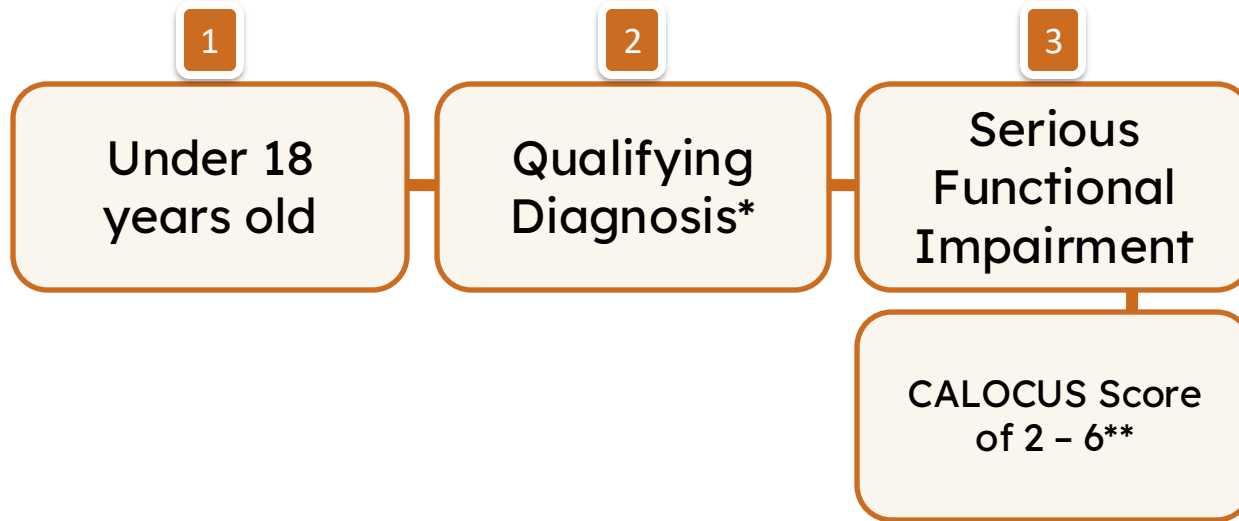 1
Under 18
years old
2
Qualifying
Diagnosis*
3
Serious
Functional
Impairment
CALOCUS Score
of 2 – 6**